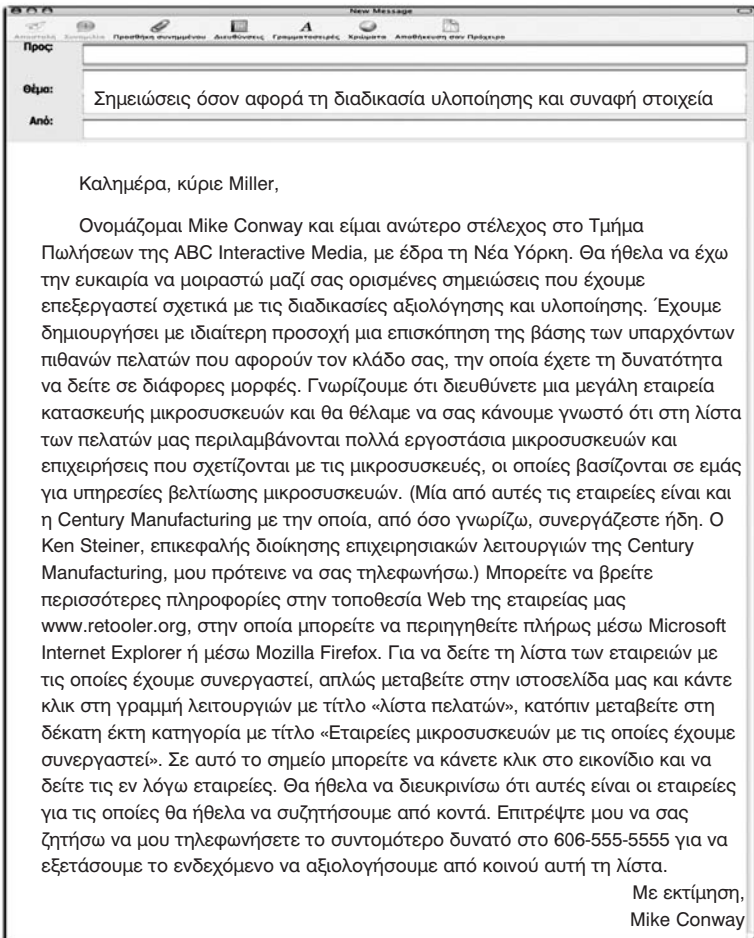 New Message
Αποστολή Συνομιλία Προσθήκη συνημμένου Διευθύνσεις Γραμματοσειρές Χρώματα Αποθήκευση σαν Πρόχειρο
Προς:
Θέμα: Σημειώσεις όσον αφορά τη διαδικασία υλοποίησης και συναφή στοιχεία
Από:
Καλημέρα, κύριε Miller,
Ονομάζομαι Mike Conway και είμαι ανώτερο στέλεχος στο Τμήμα
Πωλήσεων της ABC Interactive Media, με έδρα τη Νέα Υόρκη. Θα ήθελα να έχω
την ευκαιρία να μοιραστώ μαζί σας ορισμένες σημειώσεις που έχουμε
επεξεργαστεί σχετικά με τις διαδικασίες αξιολόγησης και υλοποίησης. Έχουμε
δημιουργήσει με ιδιαίτερη προσοχή μια επισκόπηση της βάσης των υπαρχόντων
πιθανών πελατών που αφορούν τον κλάδο σας, την οποία έχετε τη δυνατότητα
να δείτε σε διάφορες μορφές. Γνωρίζουμε ότι διευθύνετε μια μεγάλη εταιρεία
κατασκευής μικροσυσκευών και θα θέλαμε να σας κάνουμε γνωστό ότι στη λίστα
των πελατών μας περιλαμβάνονται πολλά εργοστάσια μικροσυσκευών και
επιχειρήσεις που σχετίζονται με τις μικροσυσκευές, οι οποίες βασίζονται σε εμάς
για υπηρεσίες βελτίωσης μικροσυσκευών. (Μία από αυτές τις εταιρείες είναι και
η Century Manufacturing με την οποία, από όσο γνωρίζω, συνεργάζεστε ήδη. Ο
Ken Steiner, επικεφαλής διοίκησης επιχειρησιακών λειτουργιών της Century
Manufacturing, μου πρότεινε να σας τηλεφωνήσω.) Μπορείτε να βρείτε
περισσότερες πληροφορίες στην τοποθεσία Web της εταιρείας μας
www.retooler.org, στην οποία μπορείτε να περιηγηθείτε πλήρως μέσω Microsoft
Internet Explorer ή μέσω Mozilla Firefox. Για να δείτε τη λίστα των εταιρειών με
τις οποίες έχουμε συνεργαστεί, απλώς μεταβείτε στην ιστοσελίδα μας και κάντε
κλικ στη γραμμή λειτουργιών με τίτλο «λίστα πελατών», κατόπιν μεταβείτε στη
δέκατη έκτη κατηγορία με τίτλο «Εταιρείες μικροσυσκευών με τις οποίες έχουμε
συνεργαστεί». Σε αυτό το σημείο μπορείτε να κάνετε κλικ στο εικονίδιο και να
δείτε τις εν λόγω εταιρείες. Θα ήθελα να διευκρινίσω ότι αυτές είναι οι εταιρείες
για τις οποίες θα ήθελα να συζητήσουμε από κοντά. Επιτρέψτε μου να σας
ζητήσω να μου τηλεφωνήσετε το συντομότερο δυνατό στο 606-555-5555 για να
εξετάσουμε το ενδεχόμενο να αξιολογήσουμε από κοινού αυτή τη λίστα.
Με εκτίμηση,
Mike Conway